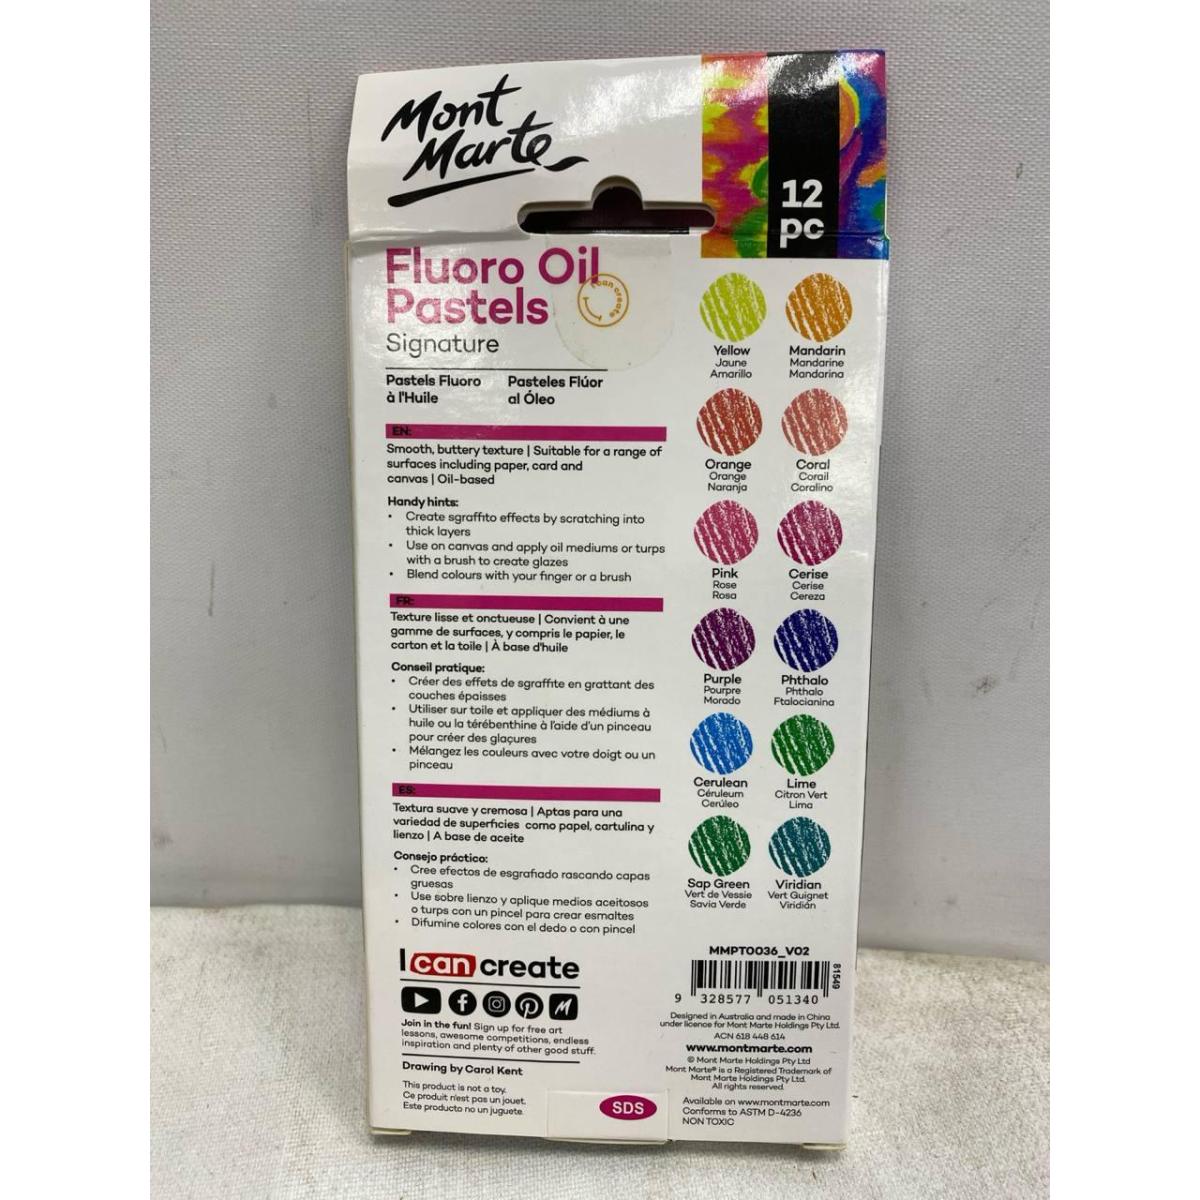 Mont
Marte
12
pc
Fluoro Oil
Pastels
I can create
Signature
Pastels Fluoro
à l'Huile
Pasteles Flúor
al Óleo
EN:
Smooth, buttery texture | Suitable for a range of
surfaces including paper, card and
canvas | Oil-based
Handy hints:
• Create sgraffito effects by scratching into
thick layers
• Use on canvas and apply oil mediums or turps
with a brush to create glazes
• Blend colours with your finger or a brush
FR:
Texture lisse et onctueuse | Convient à une
gamme de surfaces, y compris le papier, le
carton et la toile | À base d'huile
Conseil pratique:
• Créer des effets de sgraffite en grattant des
couches épaisses
• Utiliser sur toile et appliquer des médiums à
huile ou la térébenthine à l'aide d'un pinceau
pour créer des glaçures
• Mélangez les couleurs avec votre doigt ou un
pinceau
ES:
Textura suave y cremosa | Aptas para una
variedad de superficies como papel, cartulina y
lienzo | A base de aceite
Consejo práctico:
• Cree efectos de esgrafiado rascando capas
gruesas
• Use sobre lienzo y aplique medios aceitosos
o turps con un pincel para crear esmaltes
• Difumine colores con el dedo o con pincel
I can create
Join in the fun! Sign up for free art
lessons, awesome competitions, endless
inspiration and plenty of other good stuff.
Drawing by Carol Kent
This product is not a toy.
Ce produit n'est pas un jouet.
Este producto no un juguete.
SDS
Yellow
Jaune
Amarillo
Mandarin
Mandarine
Mandarina
Orange
Orange
Naranja
Coral
Corail
Coralino
Pink
Rose
Rosa
Cerise
Cerise
Cereza
Purple
Pourpre
Morado
Phthalo
Phthalo
Ftalocianina
Cerulean
Céruleum
Cerúleo
Lime
Citron Vert
Lima
Sap Green
Vert de Vessie
Savia Verde
Viridian
Vert Guignet
Viridián
MMPT0036_V02
81549
9 328577 051340
Designed in Australia and made in China
under licence for Mont Marte Holdings Pty Ltd.
ACN 618 448 614
www.montmarte.com
© Mont Marte Holdings Pty Ltd
Mont Marte® is a Registered Trademark of
Mont Marte Holdings Pty Ltd.
All rights reserved.
Available on www.montmarte.com
Conforms to ASTM D-4236
NON TOXIC